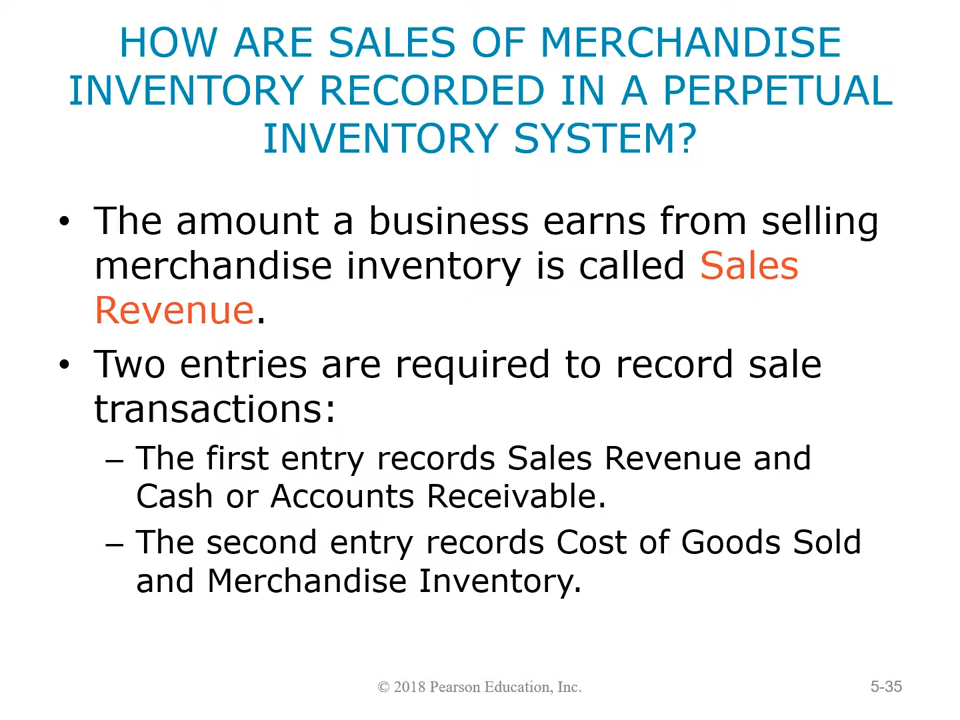 HOW ARE SALES OF MERCHANDISE
INVENTORY RECORDED IN A PERPETUAL
INVENTORY SYSTEM?
• The amount a business earns from selling
merchandise inventory is called Sales
Revenue.
• Two entries are required to record sale
transactions:
– The first entry records Sales Revenue and
Cash or Accounts Receivable.
– The second entry records Cost of Goods Sold
and Merchandise Inventory.
© 2018 Pearson Education, Inc.
5-35